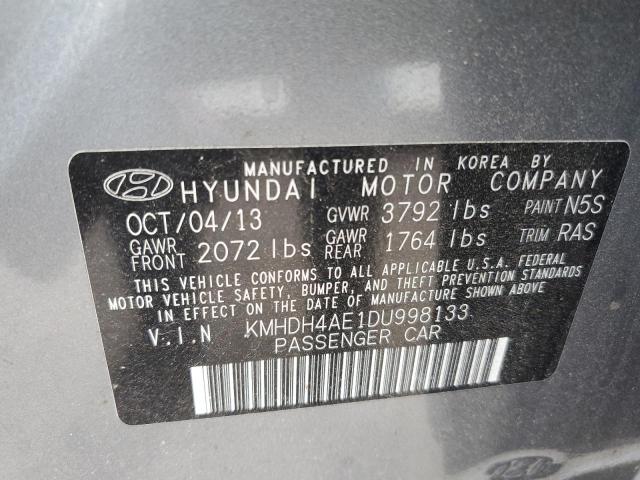 MANUFACTURED IN KOREA BY
HYUNDAI MOTOR COMPANY
OCT/04/13 GVWR 3792 lbs PAINT N5S
GAWR FRONT 2072 lbs GAWR REAR 1764 lbs TRIM RAS
THIS VEHICLE CONFORMS TO ALL APPLICABLE U.S.A. FEDERAL
MOTOR VEHICLE SAFETY, BUMPER, AND THEFT PREVENTION STANDARDS
IN EFFECT ON THE DATE OF MANUFACTURE SHOWN ABOVE
V.I.N KMHDH4AE1DU998133
PASSENGER CAR